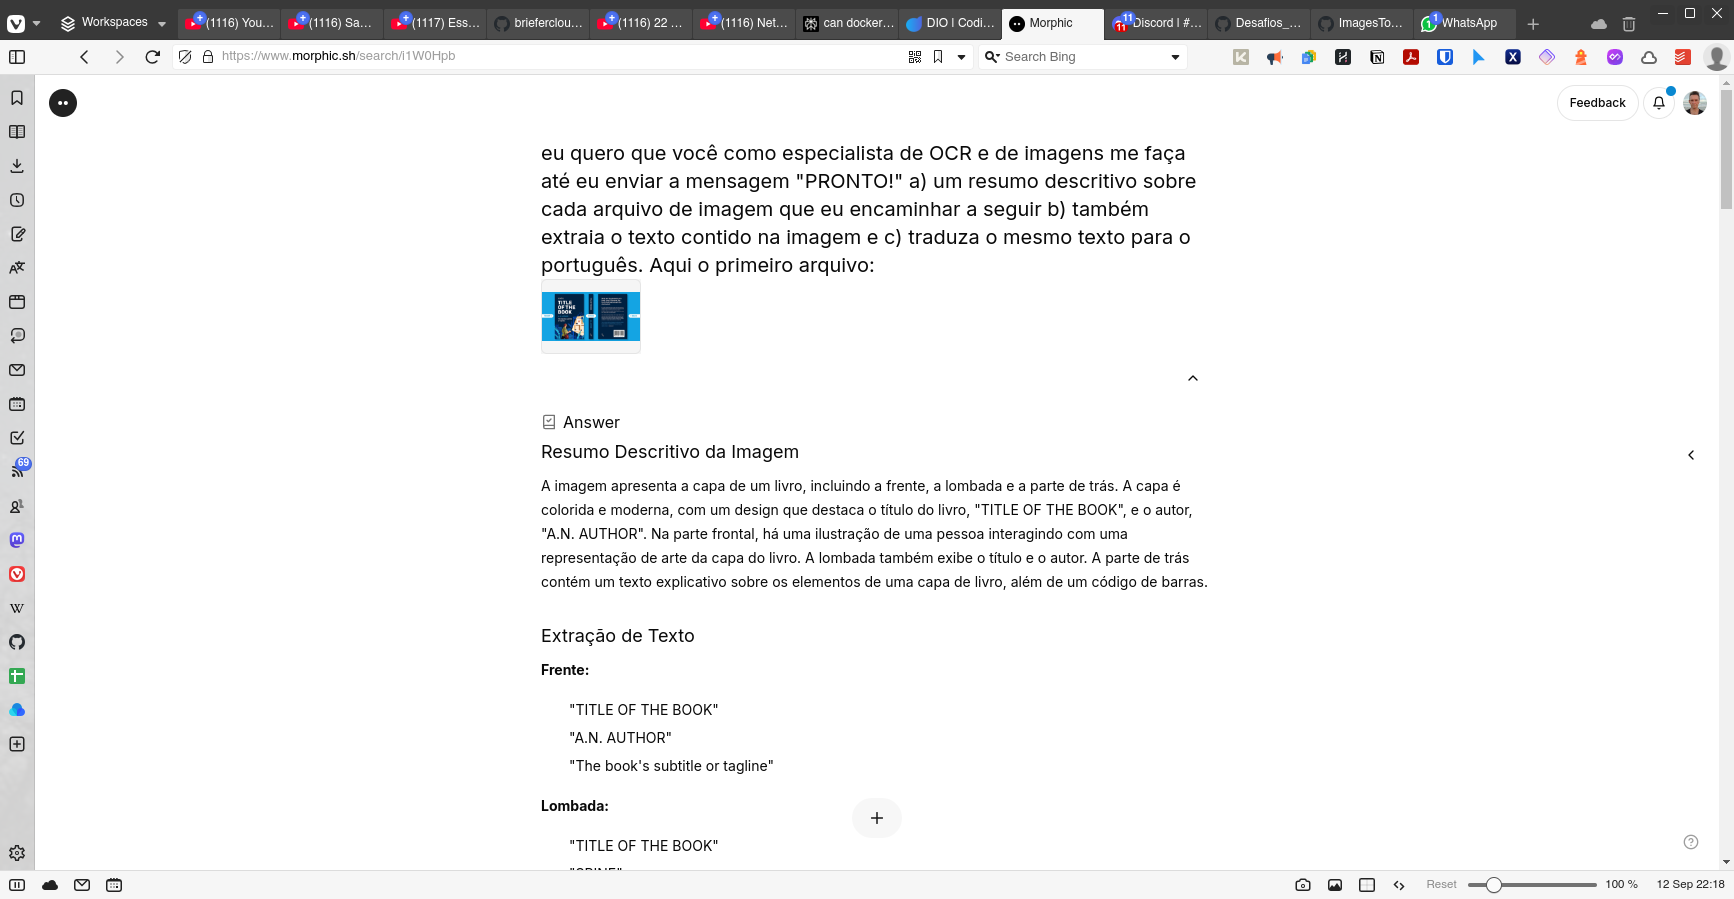 Workspaces
(1116) You...
(1116) Sa...
(1117) Ess...
brieferclou...
(1116) 22 ...
(1116) Net...
can docker...
DIO | Codi...
Morphic
11
Discord | #...
Desafios_...
ImagesTo...
1
WhatsApp
https://www.morphic.sh/search/i1W0Hpb
Search Bing
Feedback
eu quero que você como especialista de OCR e de imagens me faça
até eu enviar a mensagem "PRONTO!" a) um resumo descritivo sobre
cada arquivo de imagem que eu encaminhar a seguir b) também
extraia o texto contido na imagem e c) traduza o mesmo texto para o
português. Aqui o primeiro arquivo:
TITLE
OF THE
BOOK
Answer
Resumo Descritivo da Imagem
A imagem apresenta a capa de um livro, incluindo a frente, a lombada e a parte de trás. A capa é
colorida e moderna, com um design que destaca o título do livro, "TITLE OF THE BOOK", e o autor,
"A.N. AUTHOR". Na parte frontal, há uma ilustração de uma pessoa interagindo com uma
representação de arte da capa do livro. A lombada também exibe o título e o autor. A parte de trás
contém um texto explicativo sobre os elementos de uma capa de livro, além de um código de barras.
69
Extração de Texto
Frente:
"TITLE OF THE BOOK"
"A.N. AUTHOR"
"The book's subtitle or tagline"
Lombada:
"TITLE OF THE BOOK"
"SPINE"
Reset
100 %
12 Sep 22:18